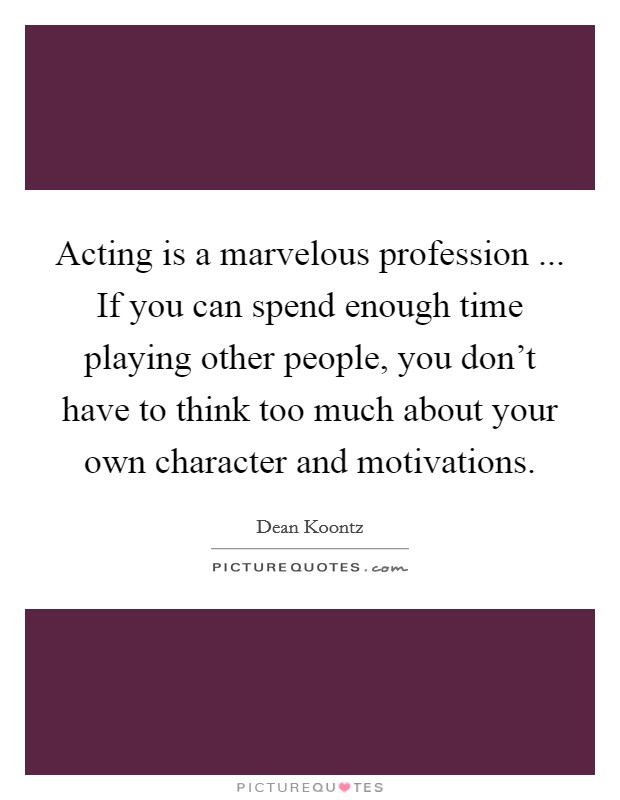 Acting is a marvelous profession ...
If you can spend enough time
playing other people, you don’t
have to think too much about your
own character and motivations.
Dean Koontz
PICTUREQUOTES.com
PICTUREQUOTES